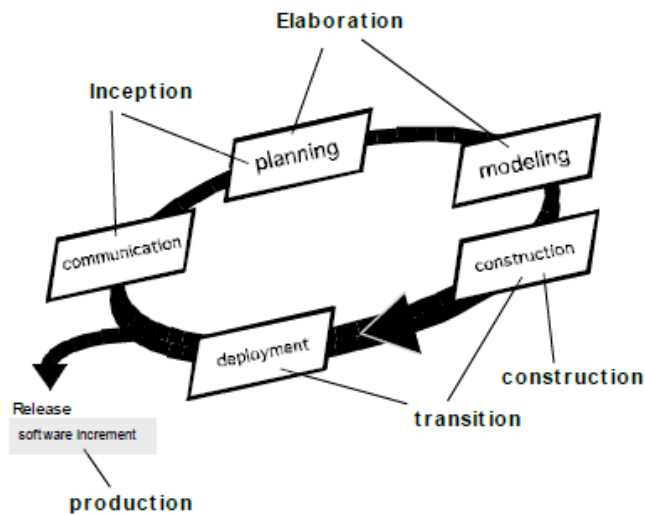 Elaboration
Inception
planning
modeling
communication
construction
deployment
construction
transition
Release
software increment
production